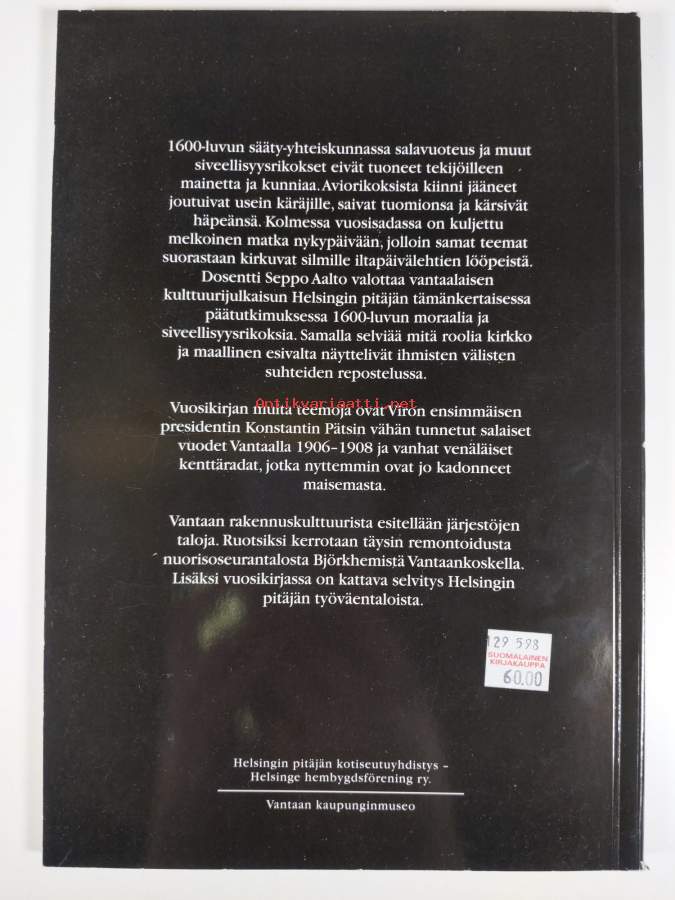 1600-luvun sääty-yhteiskunnassa salavuoteus ja muut
siveellisyysrikokset eivät tuoneet tekijöilleen
mainetta ja kunniaa. Aviorikoksista kiinni jääneet
joutuivat usein käräjille, saivat tuomionsa ja kärsivät
häpeänsä. Kolmessa vuosisadassa on kuljettu
melkoinen matka nykypäivään, jolloin samat teemat
suorastaan kirkuvat silmille iltapäivälehtien lööpeistä.
Dosentti Seppo Aalto valottaa vantaalaisen
kulttuurijulkaisun Helsingin pitäjän tämänkertaisessa
päätutkimuksessa 1600-luvun moraalia ja
siveellisyysrikoksia. Samalla selviää mitä roolia kirkko
ja maallinen esivalta näyttelivät ihmisten välisten
suhteiden repostelussa.
Antikvariaatti.net
Vuosikirjan muita teemoja ovat Viron ensimmäisen
presidentin Konstantin Pätsin vähän tunnetut salaiset
vuodet Vantaalla 1906–1908 ja vanhat venäläiset
kenttäradat, jotka nyttemmin ovat jo kadonneet
maisemasta.
Vantaan rakennuskulttuurista esitellään järjestöjen
taloja. Ruotsiksi kerrotaan täysin remontoidusta
nuorisoseurantalosta Björkhemistä Vantaankoskella.
Lisäksi vuosikirjassa on kattava selvitys Helsingin
pitäjän työväentaloista.
129 598
SUOMALAINEN
KIRJAKAUPPA
60.00
Helsingin pitäjän kotiseutuyhdistys –
Helsinge hembygdsförening ry.
Vantaan kaupunginmuseo